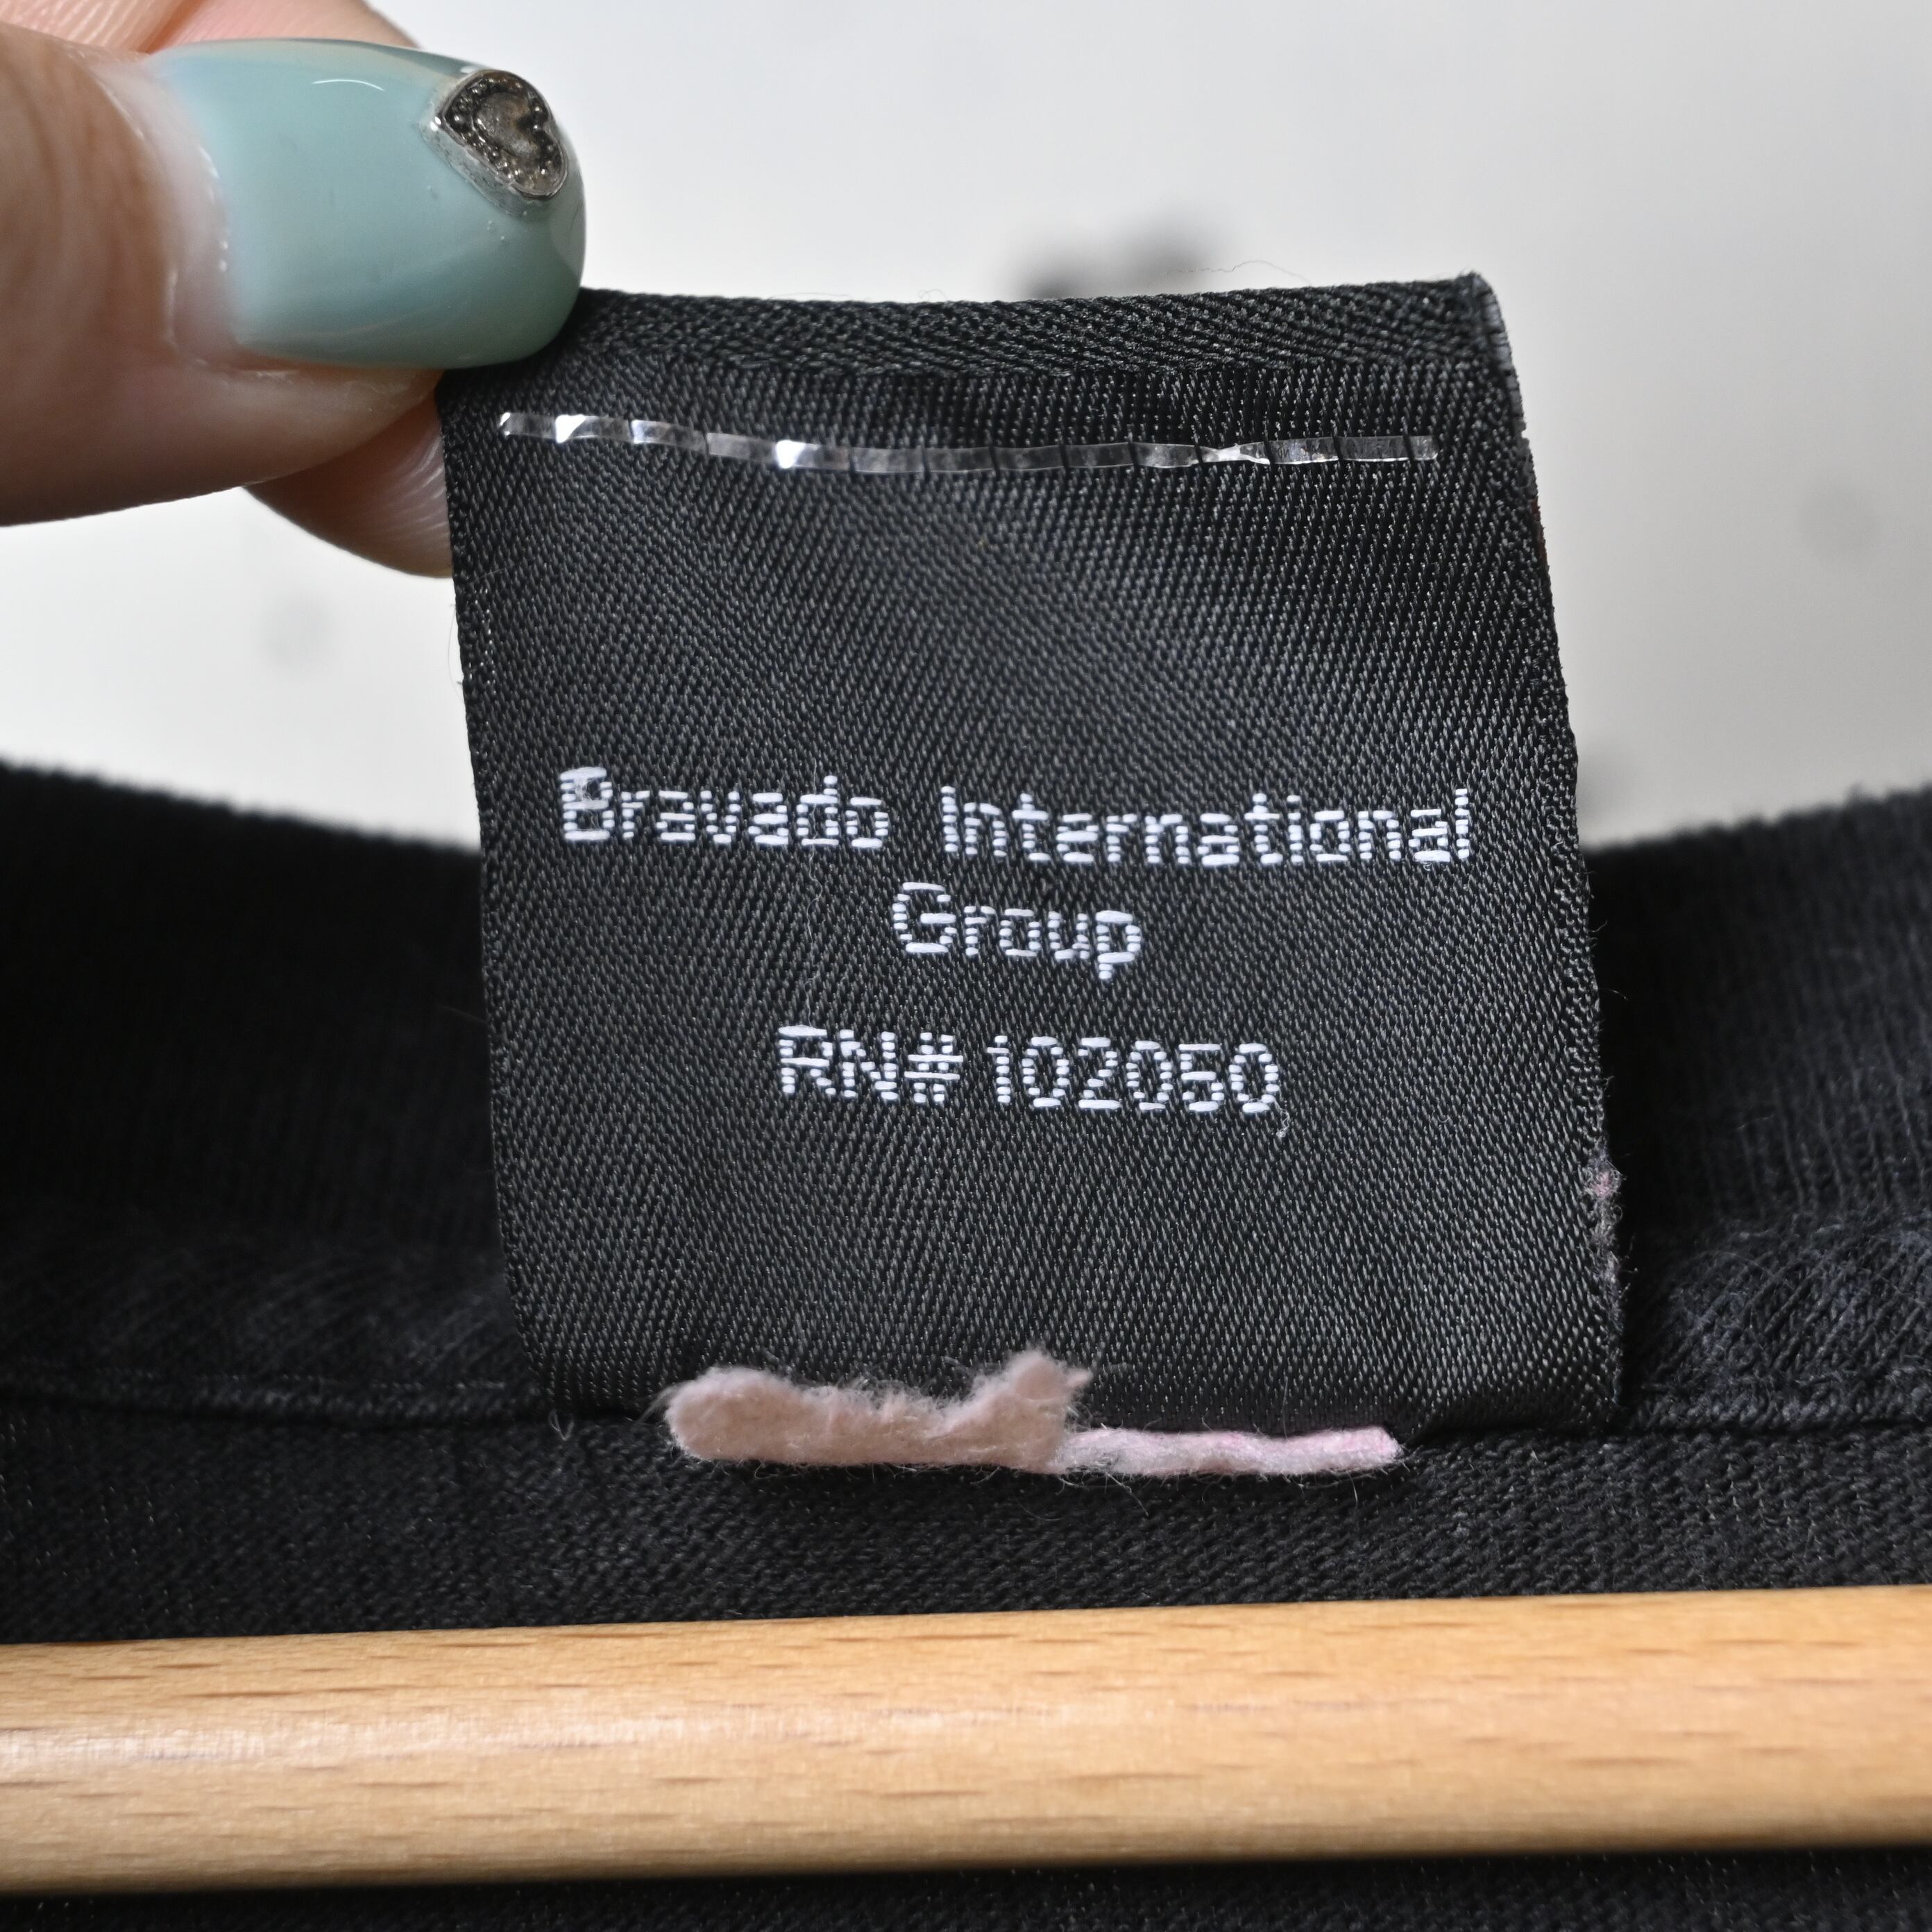 Bravado International
Group
RN# 102050